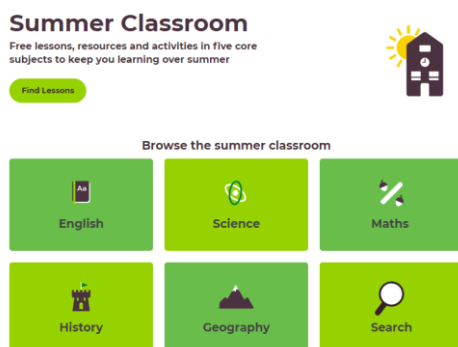 Summer Classroom
Free lessons, resources and activities in five core
subjects to keep you learning over summer
Find Lessons
Browse the summer classroom
Aa
English
Science
Maths
History
Geography
Search